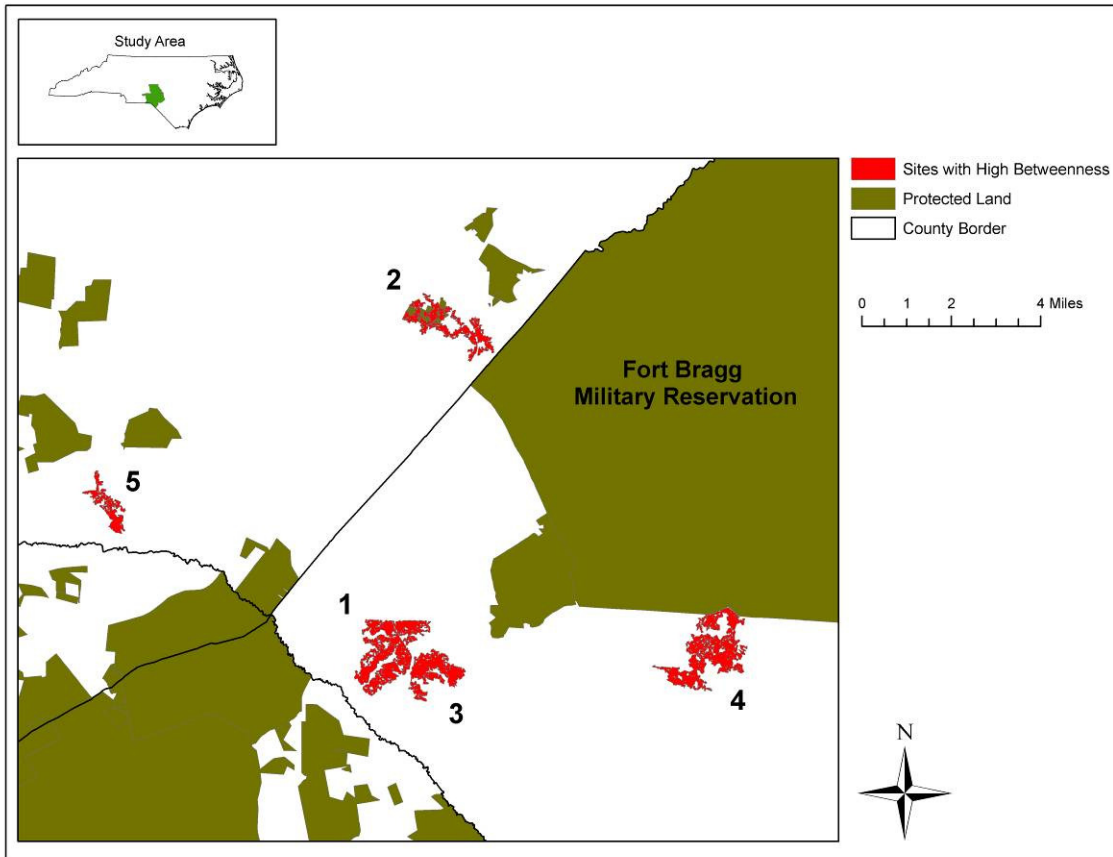 Study Area
Sites with High Betweenness
Protected Land
County Border
0 1 2 4 Miles
2
Fort Bragg
Military Reservation
5
1
3
4
N